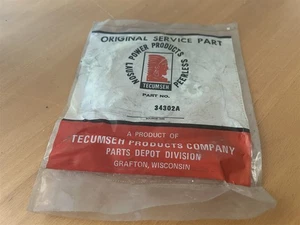 ORIGINAL SERVICE PART
LAUSON POWER PRODUCTS PEERLESS
TECUMSEH
PART NO.
34302A
A PRODUCT OF
TECUMSEH PRODUCTS COMPANY
PARTS DEPOT DIVISION
GRAFTON, WISCONSIN